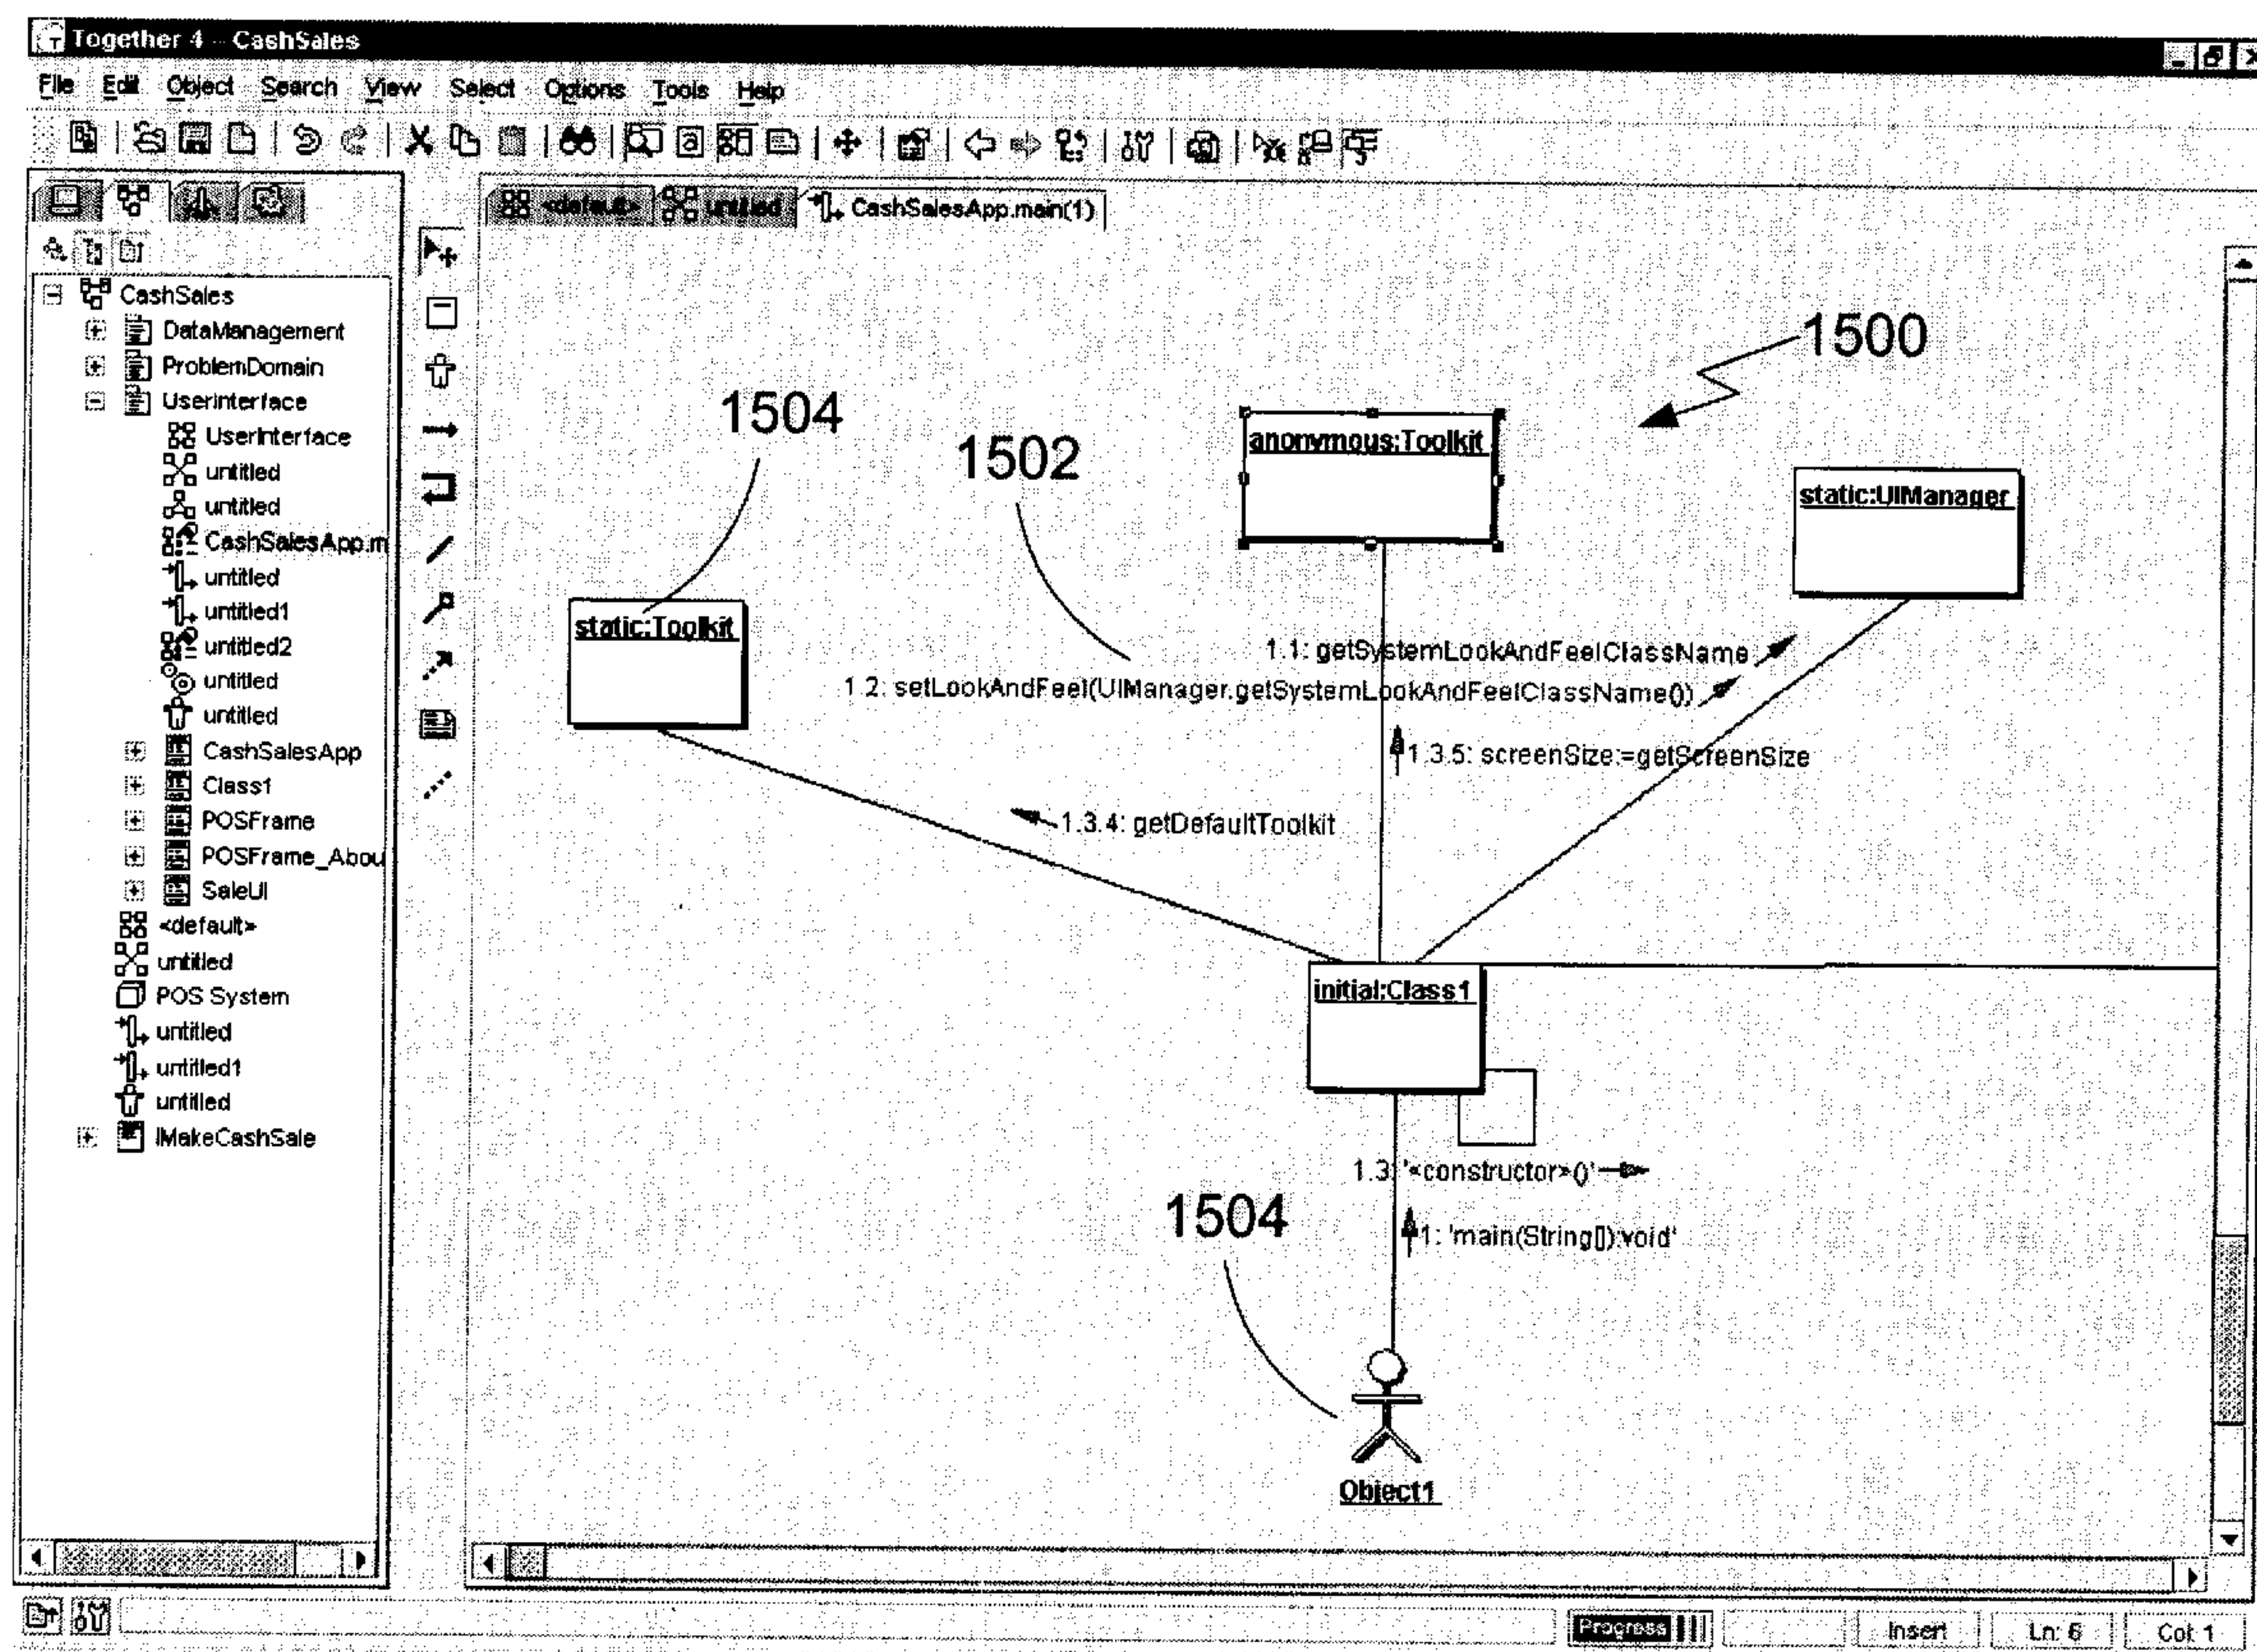 Together 4 - CashSales
File Edit Object Search View Select Options Tools Help
<default> untitled CashSalesApp.main(1)
CashSales
DataManagement
ProblemDomain
UserInterface
UserInterface
untitled
untitled
CashSalesApp.m
untitled
untitled1
untitled2
untitled
untitled
CashSalesApp
Class1
POSFrame
POSFrame_Abou
SaleUI
<default>
untitled
POS System
untitled
untitled1
untitled
IMakeCashSale
1500
1504
1502
anonymous:Toolkit
static:UIManager
static:Toolkit
1.1: getSystemLookAndFeelClassName
1.2: setLookAndFeel(UIManager.getSystemLookAndFeelClassName())
1.3.5: screenSize:=getScreenSize
1.3.4: getDefaultToolkit
initial:Class1
1.3: '«constructor»()'
1504
1: 'main(String[]):void'
Object1
Progress Insert Ln: 6 Col: 1